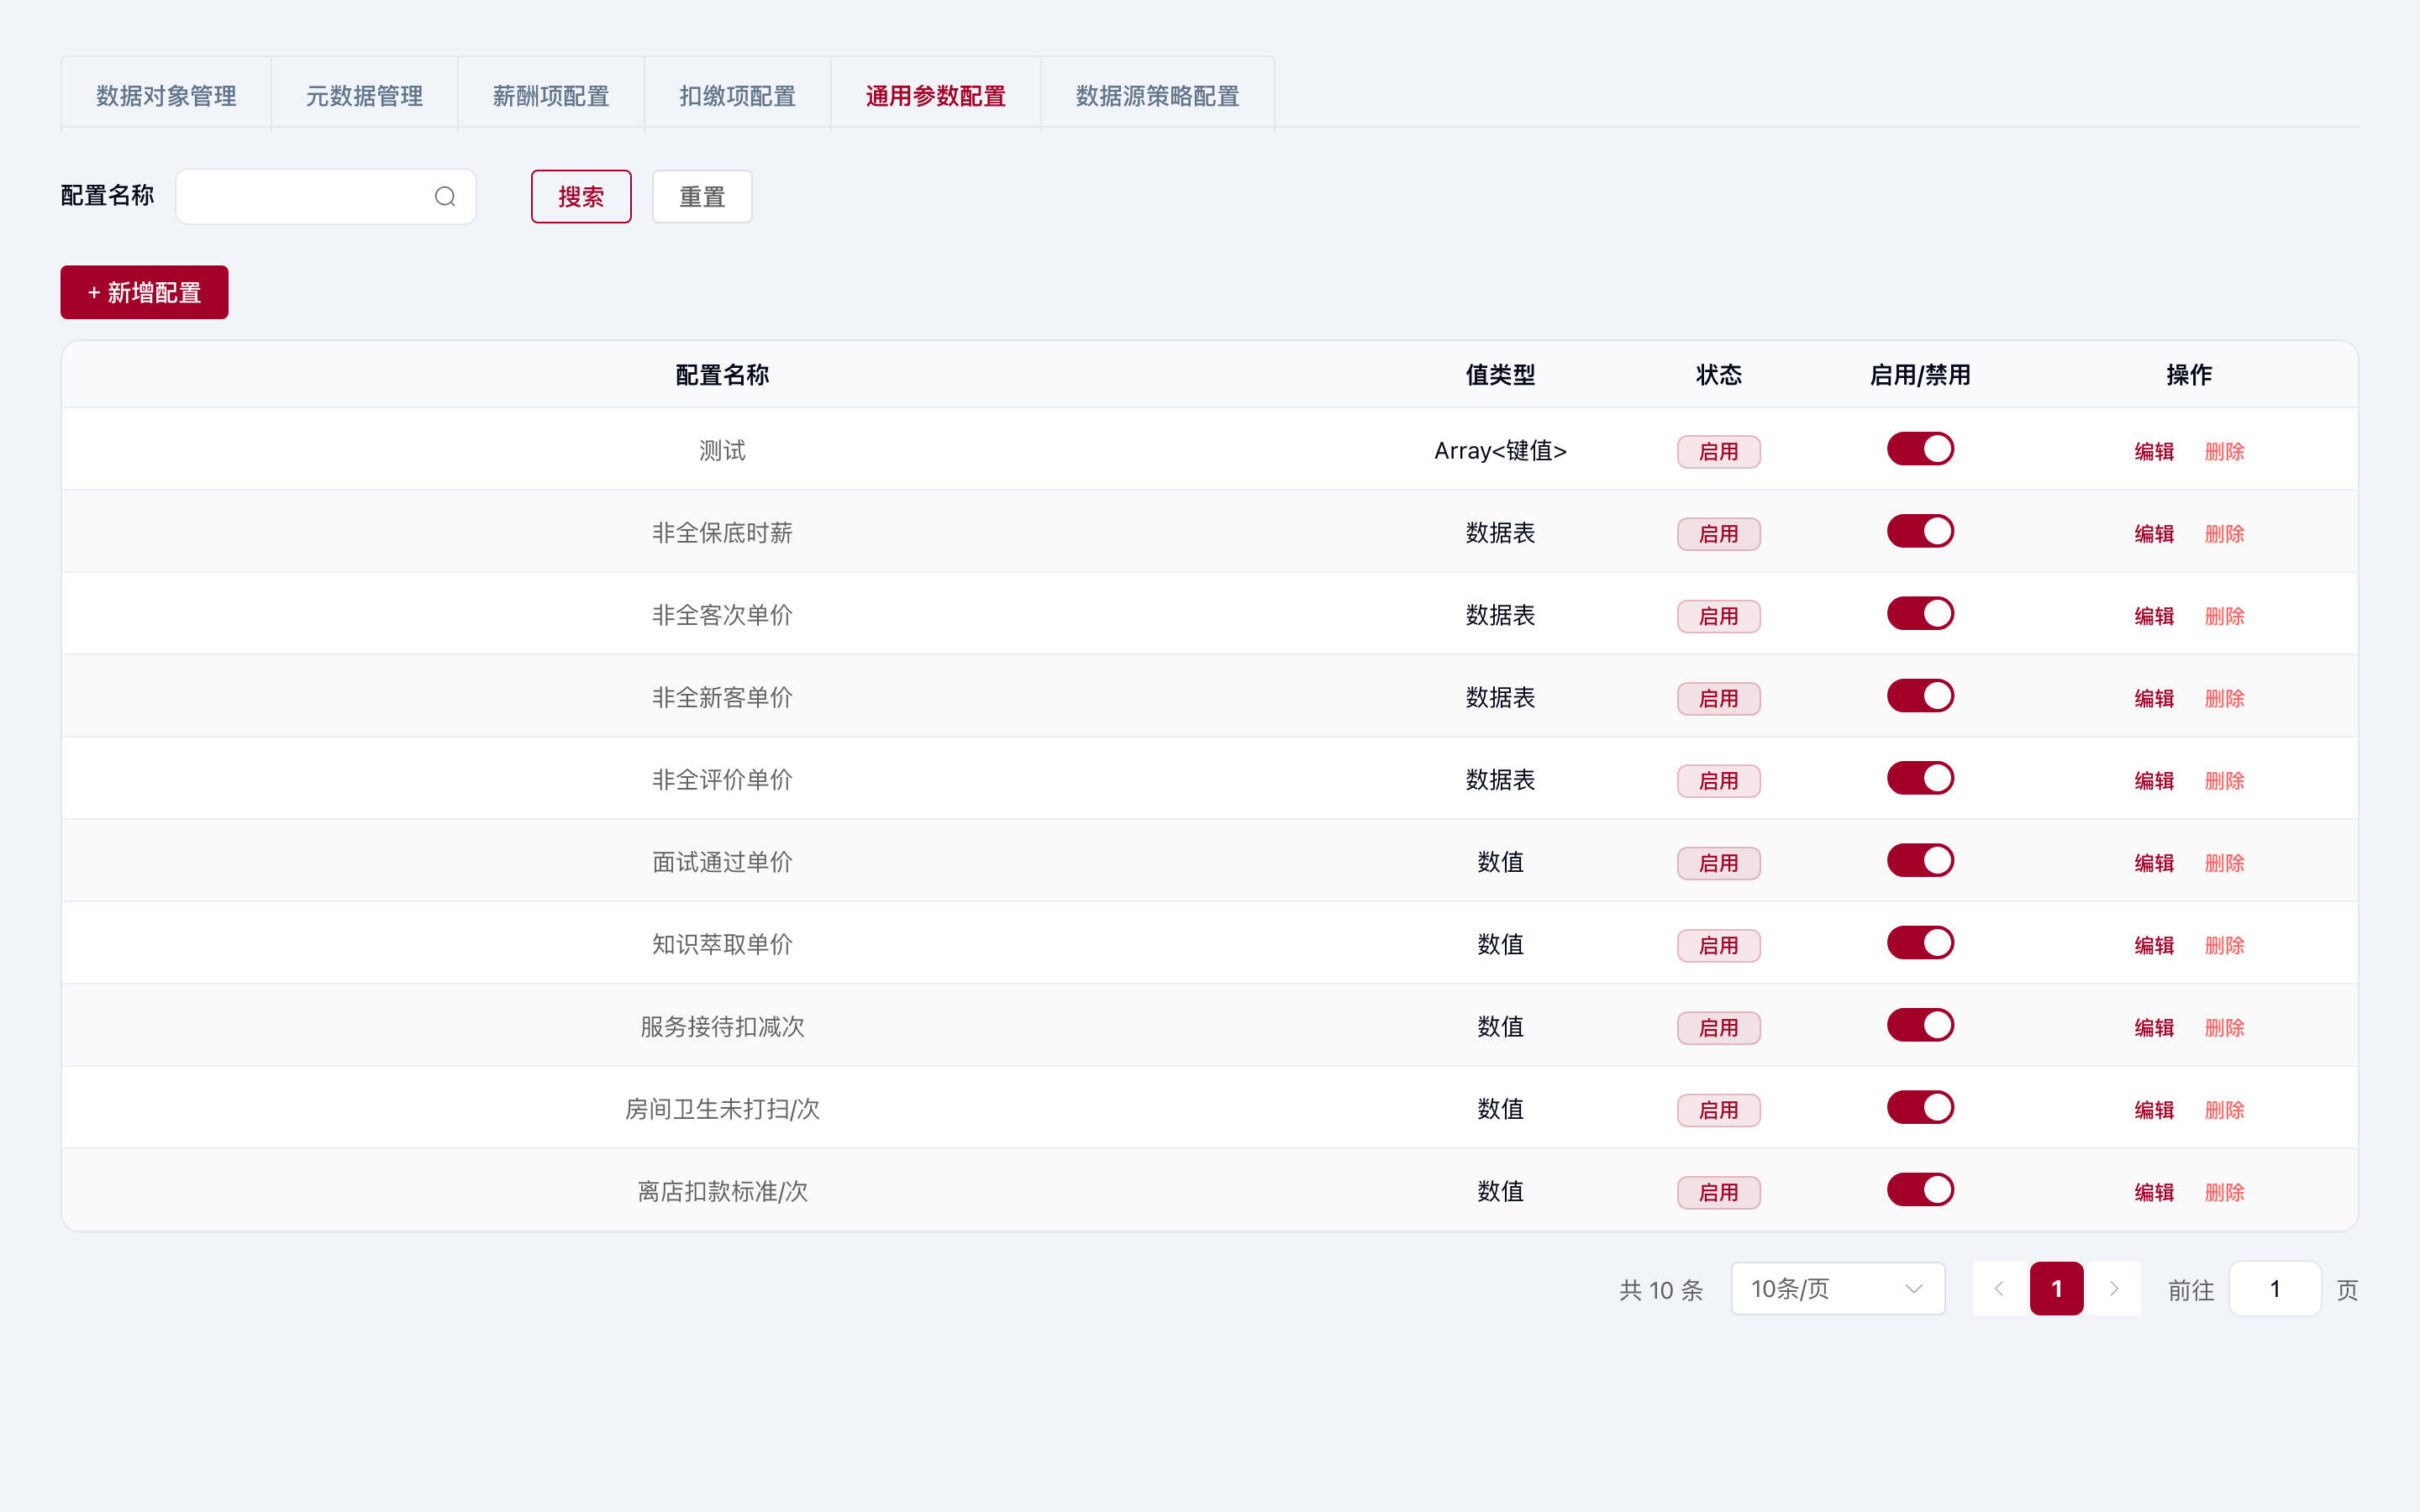 数据对象管理 元数据管理 薪酬项配置 扣缴项配置 通用参数配置 数据源策略配置
配置名称 搜索 重置
+ 新增配置
配置名称 值类型 状态 启用/禁用 操作
测试 Array<键值> 启用 编辑 删除
非全保底时薪 数据表 启用 编辑 删除
非全客次单价 数据表 启用 编辑 删除
非全新客单价 数据表 启用 编辑 删除
非全评价单价 数据表 启用 编辑 删除
面试通过单价 数值 启用 编辑 删除
知识萃取单价 数值 启用 编辑 删除
服务接待扣减次 数值 启用 编辑 删除
房间卫生未打扫/次 数值 启用 编辑 删除
离店扣款标准/次 数值 启用 编辑 删除
共 10 条 10条/页 1 前往 1 页